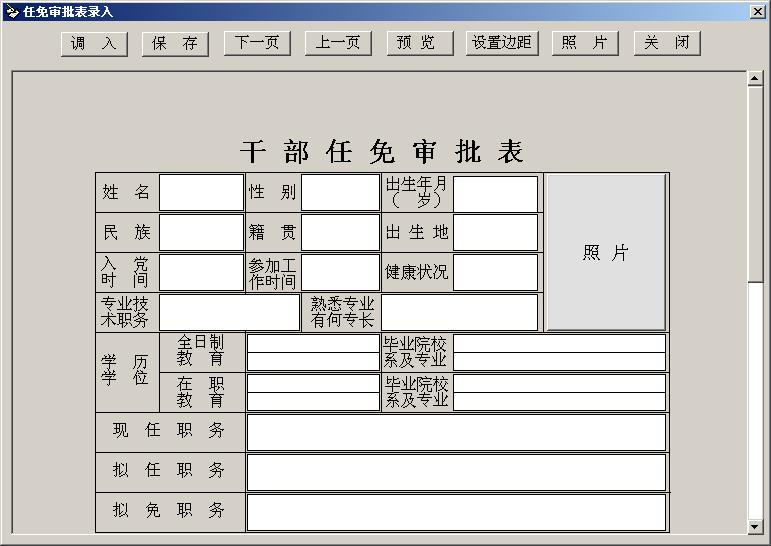 任免审批表录入
调 入 保 存 下一页 上一页 预 览 设置边距 照 片 关 闭
干部任免审批表
姓 名 性 别 出生年月
( 岁)
民 族 籍 贯 出 生 地
照 片
入 党
时 间
参加工
作时间
健康状况
专业技
术职务
熟悉专业
有何专长
学 历
学 位
全日制
教 育
毕业院校
系及专业
在 职
教 育
毕业院校
系及专业
现 任 职 务
拟 任 职 务
拟 免 职 务